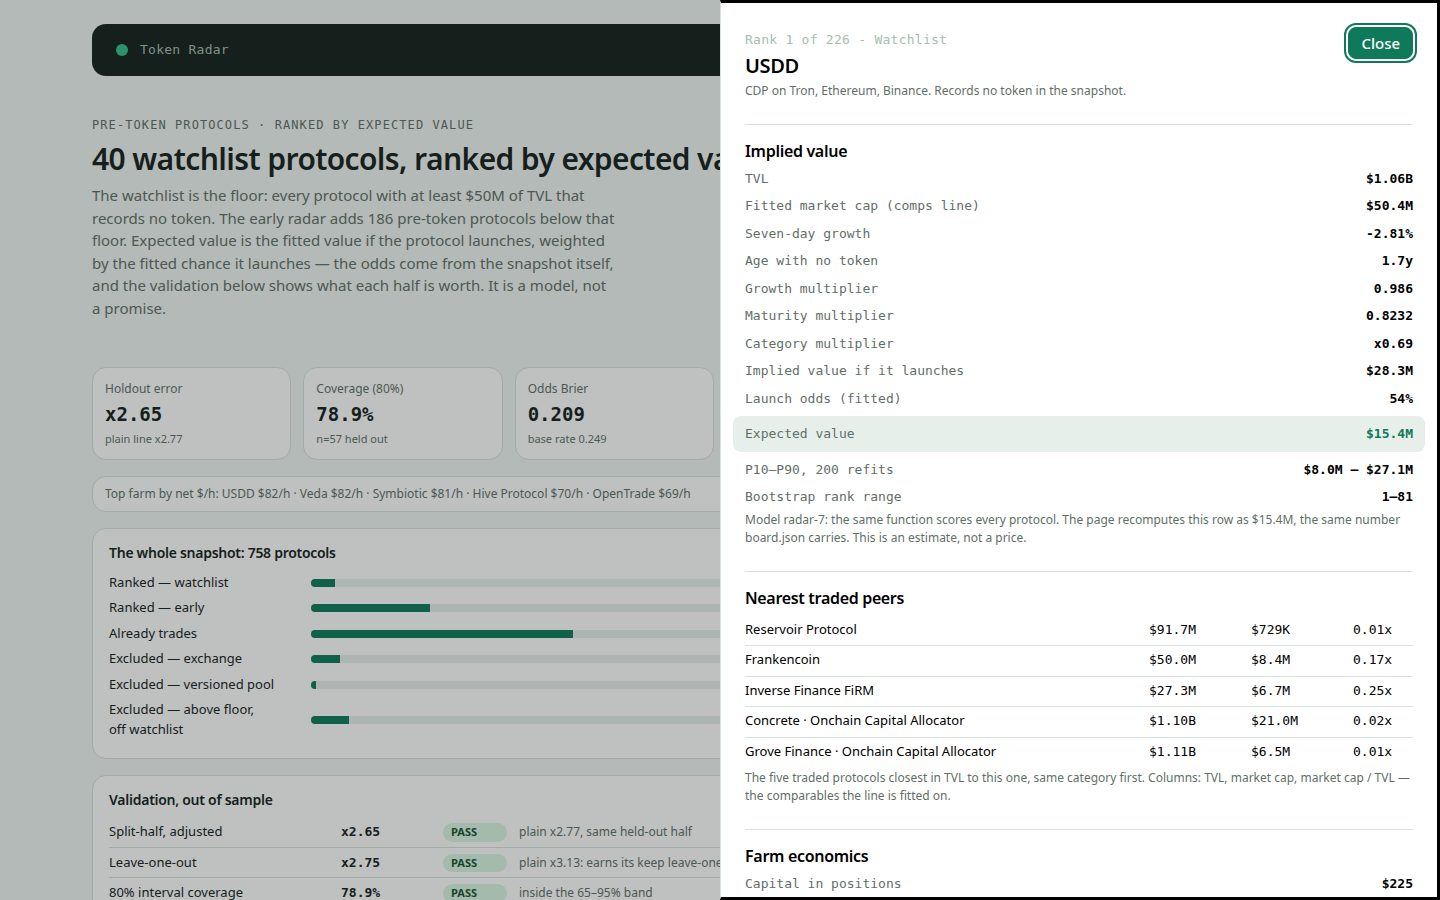 Token Radar
PRE-TOKEN PROTOCOLS · RANKED BY EXPECTED VALUE
40 watchlist protocols, ranked by expected va
The watchlist is the floor: every protocol with at least $50M of TVL that
records no token. The early radar adds 186 pre-token protocols below that
floor. Expected value is the fitted value if the protocol launches, weighted
by the fitted chance it launches — the odds come from the snapshot itself,
and the validation below shows what each half is worth. It is a model, not
a promise.
Holdout error
x2.65
plain line x2.77
Coverage (80%)
78.9%
n=57 held out
Odds Brier
0.209
base rate 0.249
Top farm by net $/h: USDD $82/h · Veda $82/h · Symbiotic $81/h · Hive Protocol $70/h · OpenTrade $69/h
The whole snapshot: 758 protocols
Ranked — watchlist
Ranked — early
Already trades
Excluded — exchange
Excluded — versioned pool
Excluded — above floor,
off watchlist
Validation, out of sample
Split-half, adjusted x2.65 PASS plain x2.77, same held-out half
Leave-one-out x2.75 PASS plain x3.13: earns its keep leave-one
80% interval coverage 78.9% PASS inside the 65–95% band
Rank 1 of 226 - Watchlist
Close
USDD
CDP on Tron, Ethereum, Binance. Records no token in the snapshot.
Implied value
TVL $1.06B
Fitted market cap (comps line) $50.4M
Seven-day growth -2.81%
Age with no token 1.7y
Growth multiplier 0.986
Maturity multiplier 0.8232
Category multiplier x0.69
Implied value if it launches $28.3M
Launch odds (fitted) 54%
Expected value $15.4M
P10–P90, 200 refits $8.0M — $27.1M
Bootstrap rank range 1–81
Model radar-7: the same function scores every protocol. The page recomputes this row as $15.4M, the same number
board.json carries. This is an estimate, not a price.
Nearest traded peers
Reservoir Protocol $91.7M $729K 0.01x
Frankencoin $50.0M $8.4M 0.17x
Inverse Finance FiRM $27.3M $6.7M 0.25x
Concrete · Onchain Capital Allocator $1.10B $21.0M 0.02x
Grove Finance · Onchain Capital Allocator $1.11B $6.5M 0.01x
The five traded protocols closest in TVL to this one, same category first. Columns: TVL, market cap, market cap / TVL —
the comparables the line is fitted on.
Farm economics
Capital in positions $225